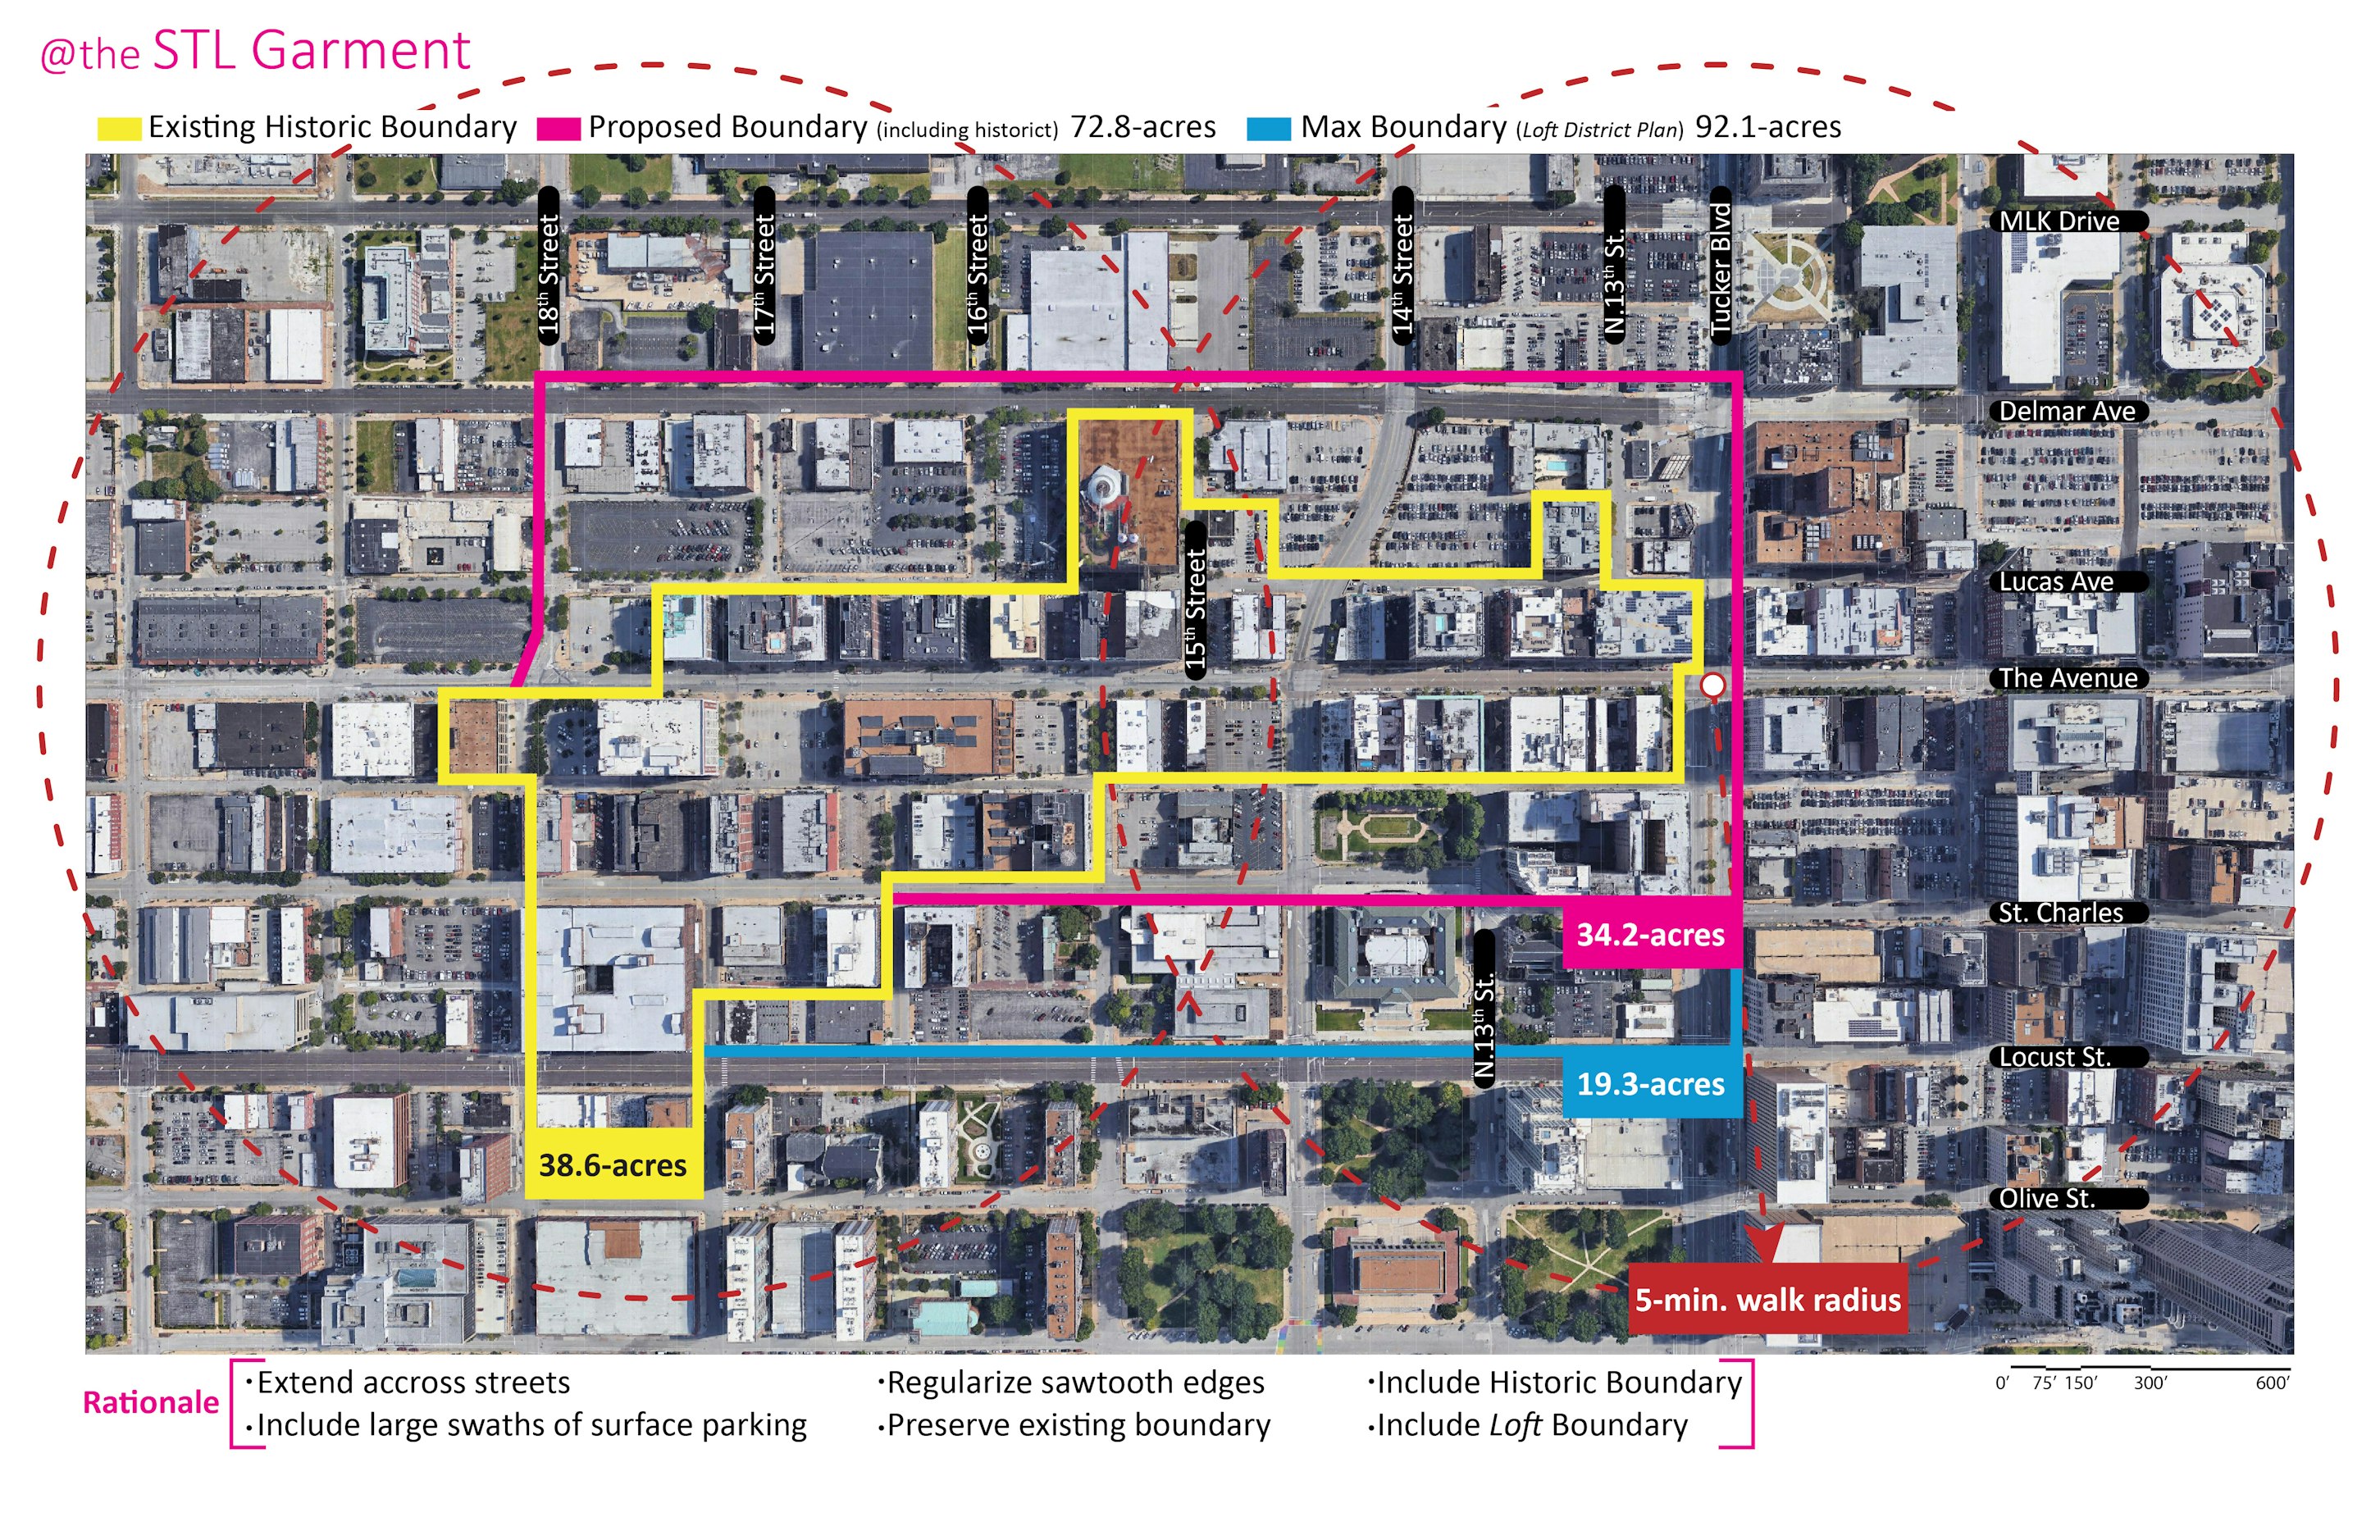 @the STL Garment
Existing Historic Boundary
Proposed Boundary (including historict) 72.8-acres
Max Boundary (Loft District Plan) 92.1-acres
18th Street
17th Street
16th Street
14th Street
N.13th St.
Tucker Blvd
MLK Drive
Delmar Ave
15th Street
Lucas Ave
The Avenue
St. Charles
34.2-acres
N.13th St.
Locust St.
19.3-acres
38.6-acres
Olive St.
5-min. walk radius
Rationale
·Extend accross streets
·Include large swaths of surface parking
·Regularize sawtooth edges
·Preserve existing boundary
·Include Historic Boundary
·Include Loft Boundary
0' 75' 150' 300' 600'